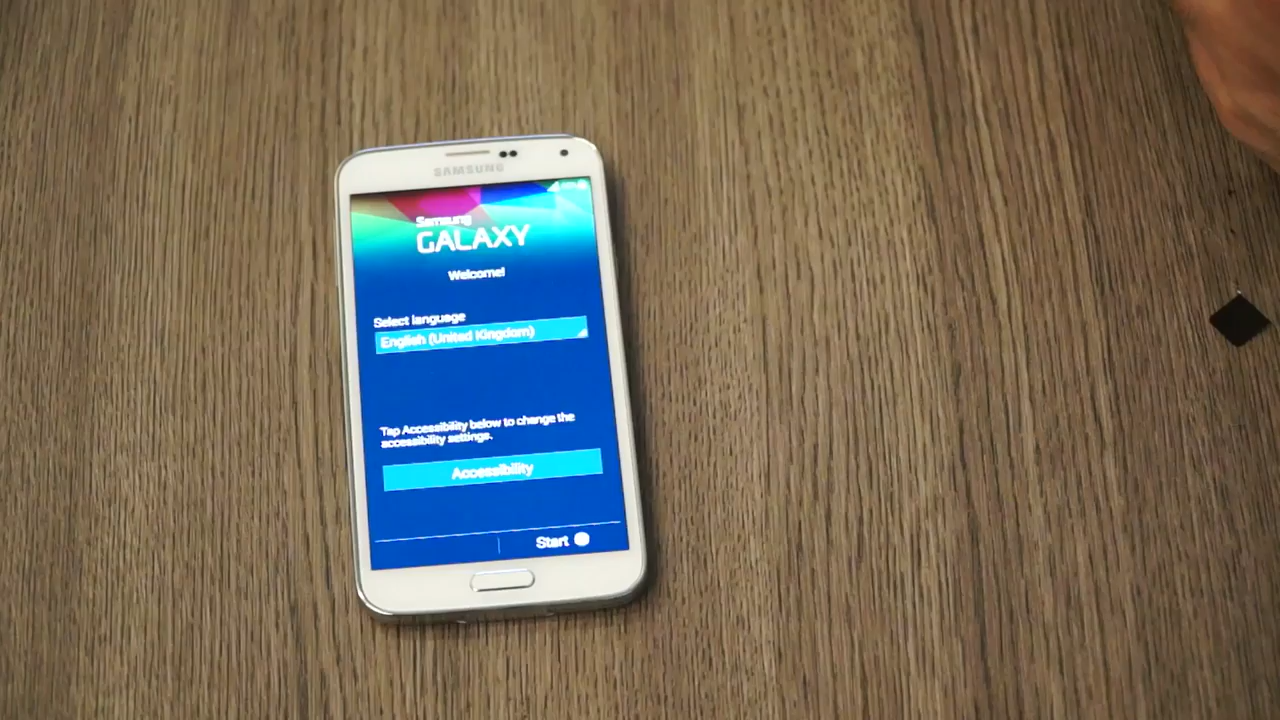 SAMSUNG
Samsung
GALAXY
Welcome!
Select language
English (United Kingdom)
Tap Accessibility below to change the
accessibility settings.
Accessibility
Start